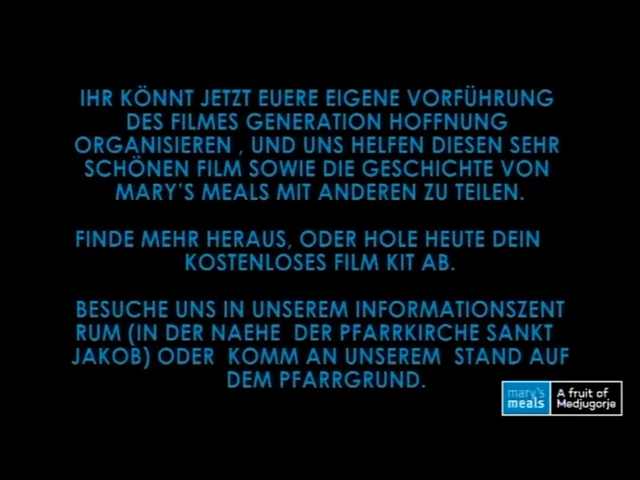 IHR KÖNNT JETZT EUERE EIGENE VORFÜHRUNG
DES FILMES GENERATION HOFFNUNG
ORGANISIEREN , UND UNS HELFEN DIESEN SEHR
SCHÖNEN FILM SOWIE DIE GESCHICHTE VON
MARY'S MEALS MIT ANDEREN ZU TEILEN.
FINDE MEHR HERAUS, ODER HOLE HEUTE DEIN
KOSTENLOSES FILM KIT AB.
BESUCHE UNS IN UNSEREM INFORMATIONSZENT
RUM (IN DER NAEHE DER PFARRKIRCHE SANKT
JAKOB) ODER KOMM AN UNSEREM STAND AUF
DEM PFARRGRUND.
mary's
meals
A fruit of
Medjugorje